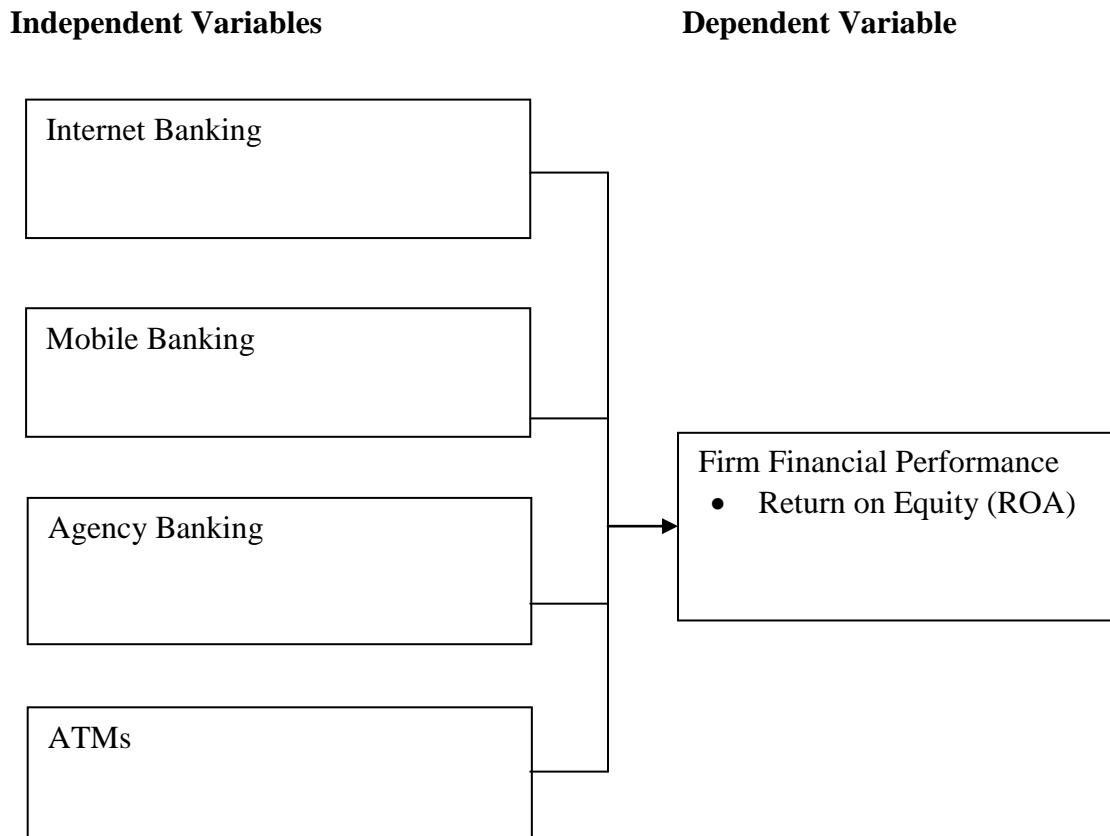 Independent Variables
Dependent Variable
Internet Banking
Mobile Banking
Agency Banking
ATMs
Firm Financial Performance
• Return on Equity (ROA)